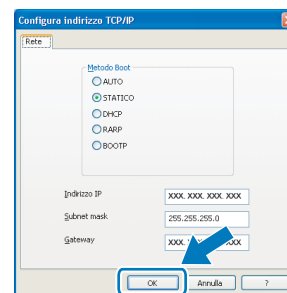 Configura indirizzo TCP/IP
Rete
Metodo Boot
AUTO
STATICO
DHCP
RARP
BOOTP
Indirizzo IP
XXX. XXX. XXX. XXX
Subnet mask
255.255.255.0
Gateway
XXX.
OK
Annulla
?